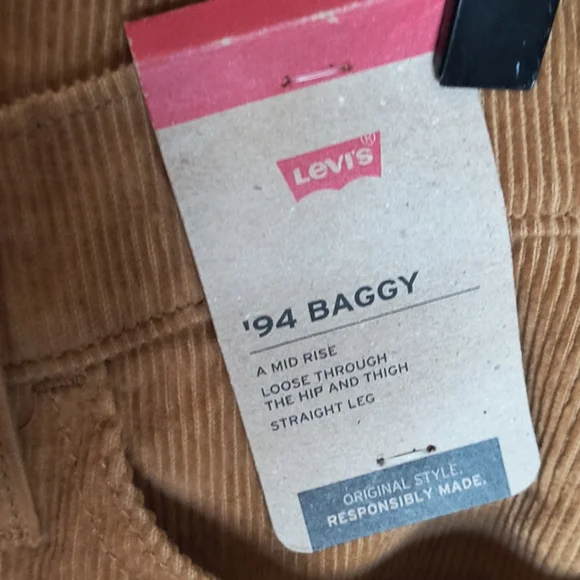 Levi's®
'94 BAGGY
A MID RISE
LOOSE THROUGH
THE HIP AND THIGH
STRAIGHT LEG
ORIGINAL STYLE.
RESPONSIBLY MADE.